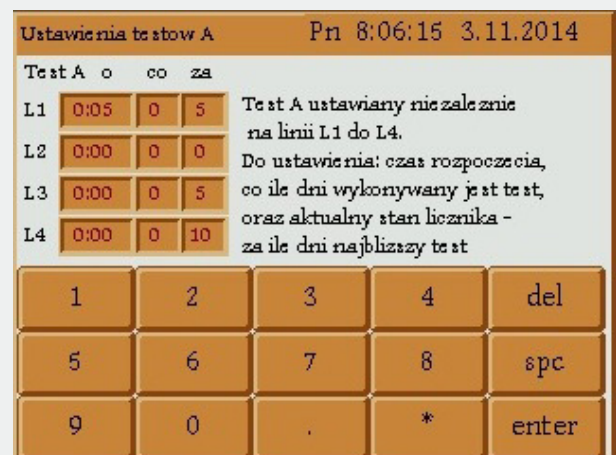 Ustawienia testow A Pn 8:06:15 3.11.2014
Test A o co za
L1 0:05 0 5
L2 0:00 0 0
L3 0:00 0 5
L4 0:00 0 10
Test A ustawiany niezaleznie
na linii L1 do L4.
Do ustawienia: czas rozpoczecia,
co ile dni wykonywany jest test,
oraz aktualny stan licznika -
za ile dni najblizszy test
1 2 3 4 del
5 6 7 8 spc
9 0 . * enter